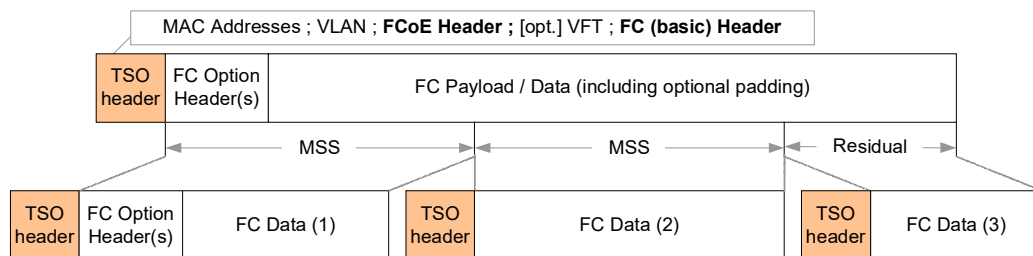 MAC Addresses ; VLAN ; FCoE Header ; [opt.] VFT ; FC (basic) Header
TSO header
FC Option Header(s)
FC Payload / Data (including optional padding)
MSS
MSS
Residual
TSO header
FC Option Header(s)
FC Data (1)
TSO header
FC Data (2)
TSO header
FC Data (3)